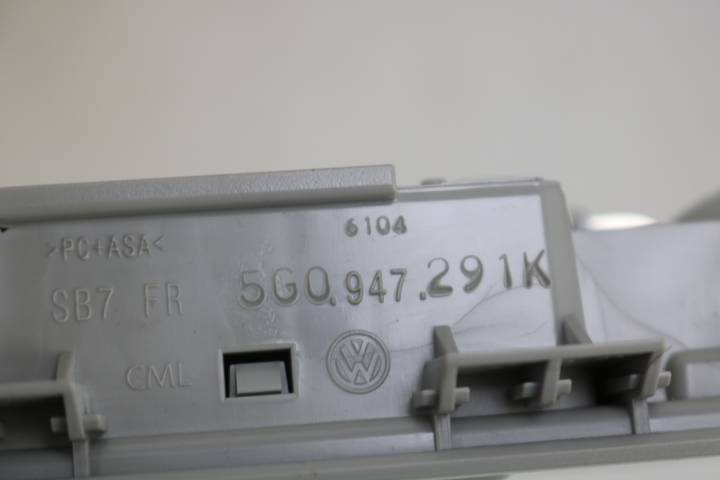 6104
>PC+ASA<
5G0.947.291K
SB7 FR
CML